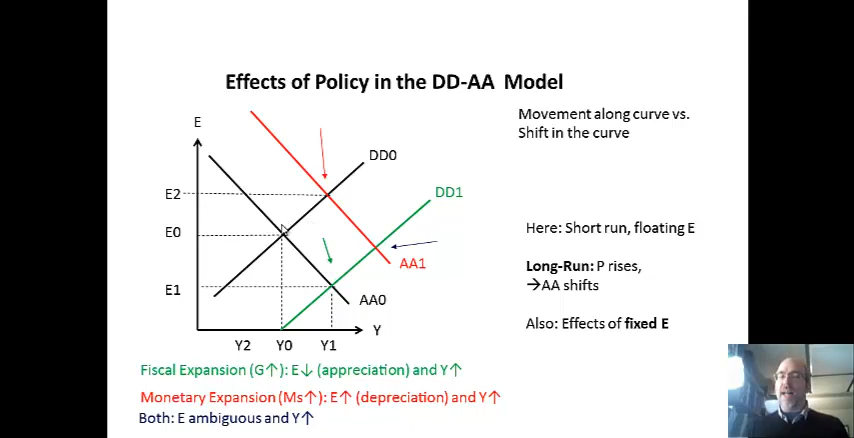 Effects of Policy in the DD-AA Model
Movement along curve vs.
Shift in the curve
E
DD0
DD1
E2
E0
Here: Short run, floating E
AA1
Long-Run: P rises,
→AA shifts
E1
AA0
Also: Effects of fixed E
Y
Y2 Y0 Y1
Fiscal Expansion (G↑): E↓ (appreciation) and Y↑
Monetary Expansion (Ms↑): E↑ (depreciation) and Y↑
Both: E ambiguous and Y↑